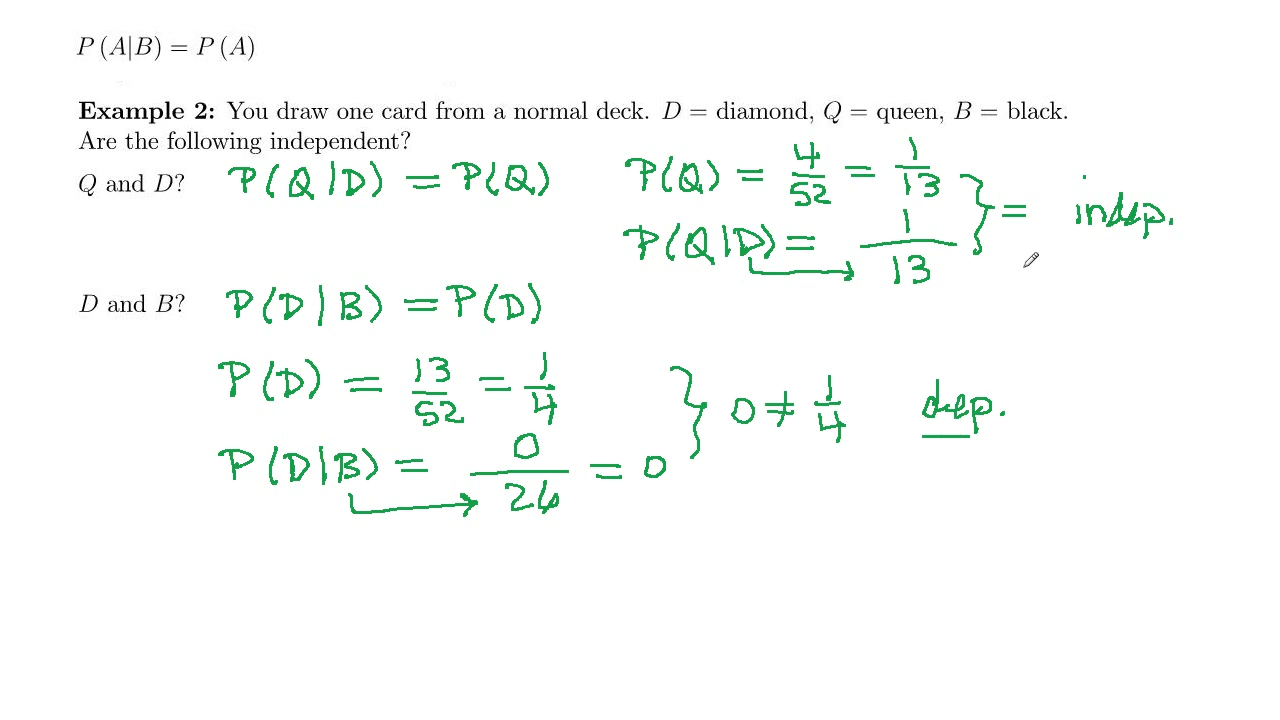 P (A|B) = P (A)
Example 2: You draw one card from a normal deck. D = diamond, Q = queen, B = black.
Are the following independent?
Q and D? P(Q|D) = P(Q) P(Q) = 4/52 = 1/13
P(Q|D) = 1/13 } = indep.
D and B? P(D|B) = P(D)
P(D) = 13/52 = 1/4
} 0 ≠ 1/4 dep.
P(D|B) = 0/26 = 0